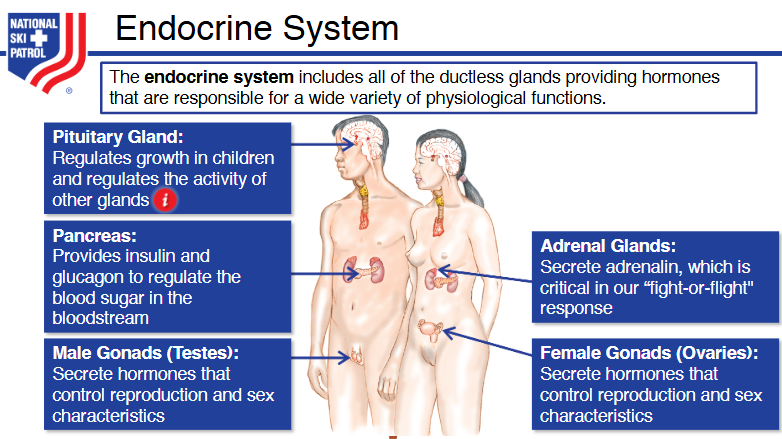 NATIONAL
SKI
PATROL
®
Endocrine System
The endocrine system includes all of the ductless glands providing hormones
that are responsible for a wide variety of physiological functions.
Pituitary Gland:
Regulates growth in children
and regulates the activity of
other glands i
Pancreas:
Provides insulin and
glucagon to regulate the
blood sugar in the
bloodstream
Male Gonads (Testes):
Secrete hormones that
control reproduction and sex
characteristics
Adrenal Glands:
Secrete adrenalin, which is
critical in our “fight-or-flight"
response
Female Gonads (Ovaries):
Secrete hormones that
control reproduction and sex
characteristics